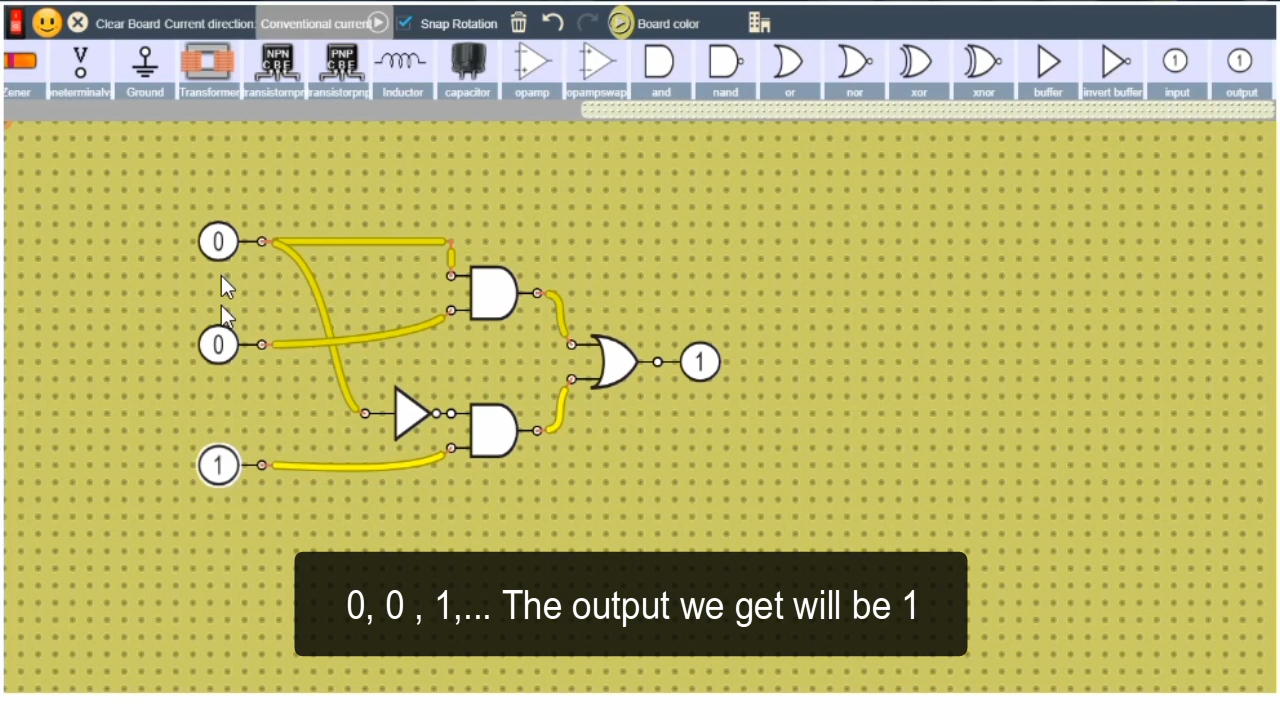 Clear Board Current direction: Conventional current Snap Rotation Board color
NPN
C B E
PNP
C B E
V
1
1
Zener Ground Transformer Inductor capacitor opamp opampswap and nand or nor xor xnor buffer invert buffer input output
0
0
1
1
0, 0 , 1,... The output we get will be 1